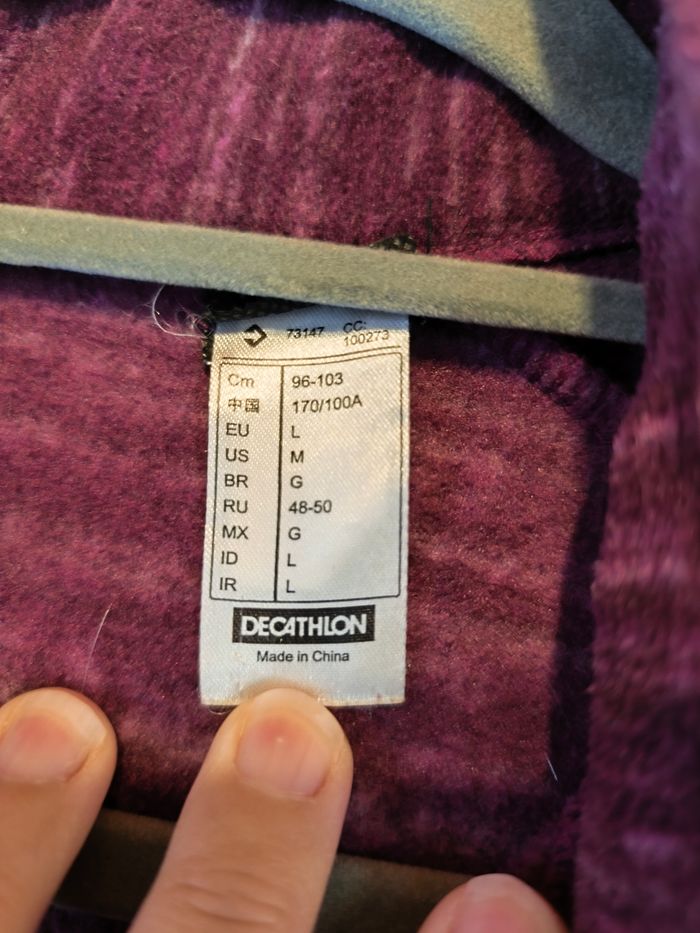 73147 CC:
100273
Cm 96-103
中国 170/100A
EU L
US M
BR G
RU 48-50
MX G
ID L
IR L
DECATHLON
Made in China